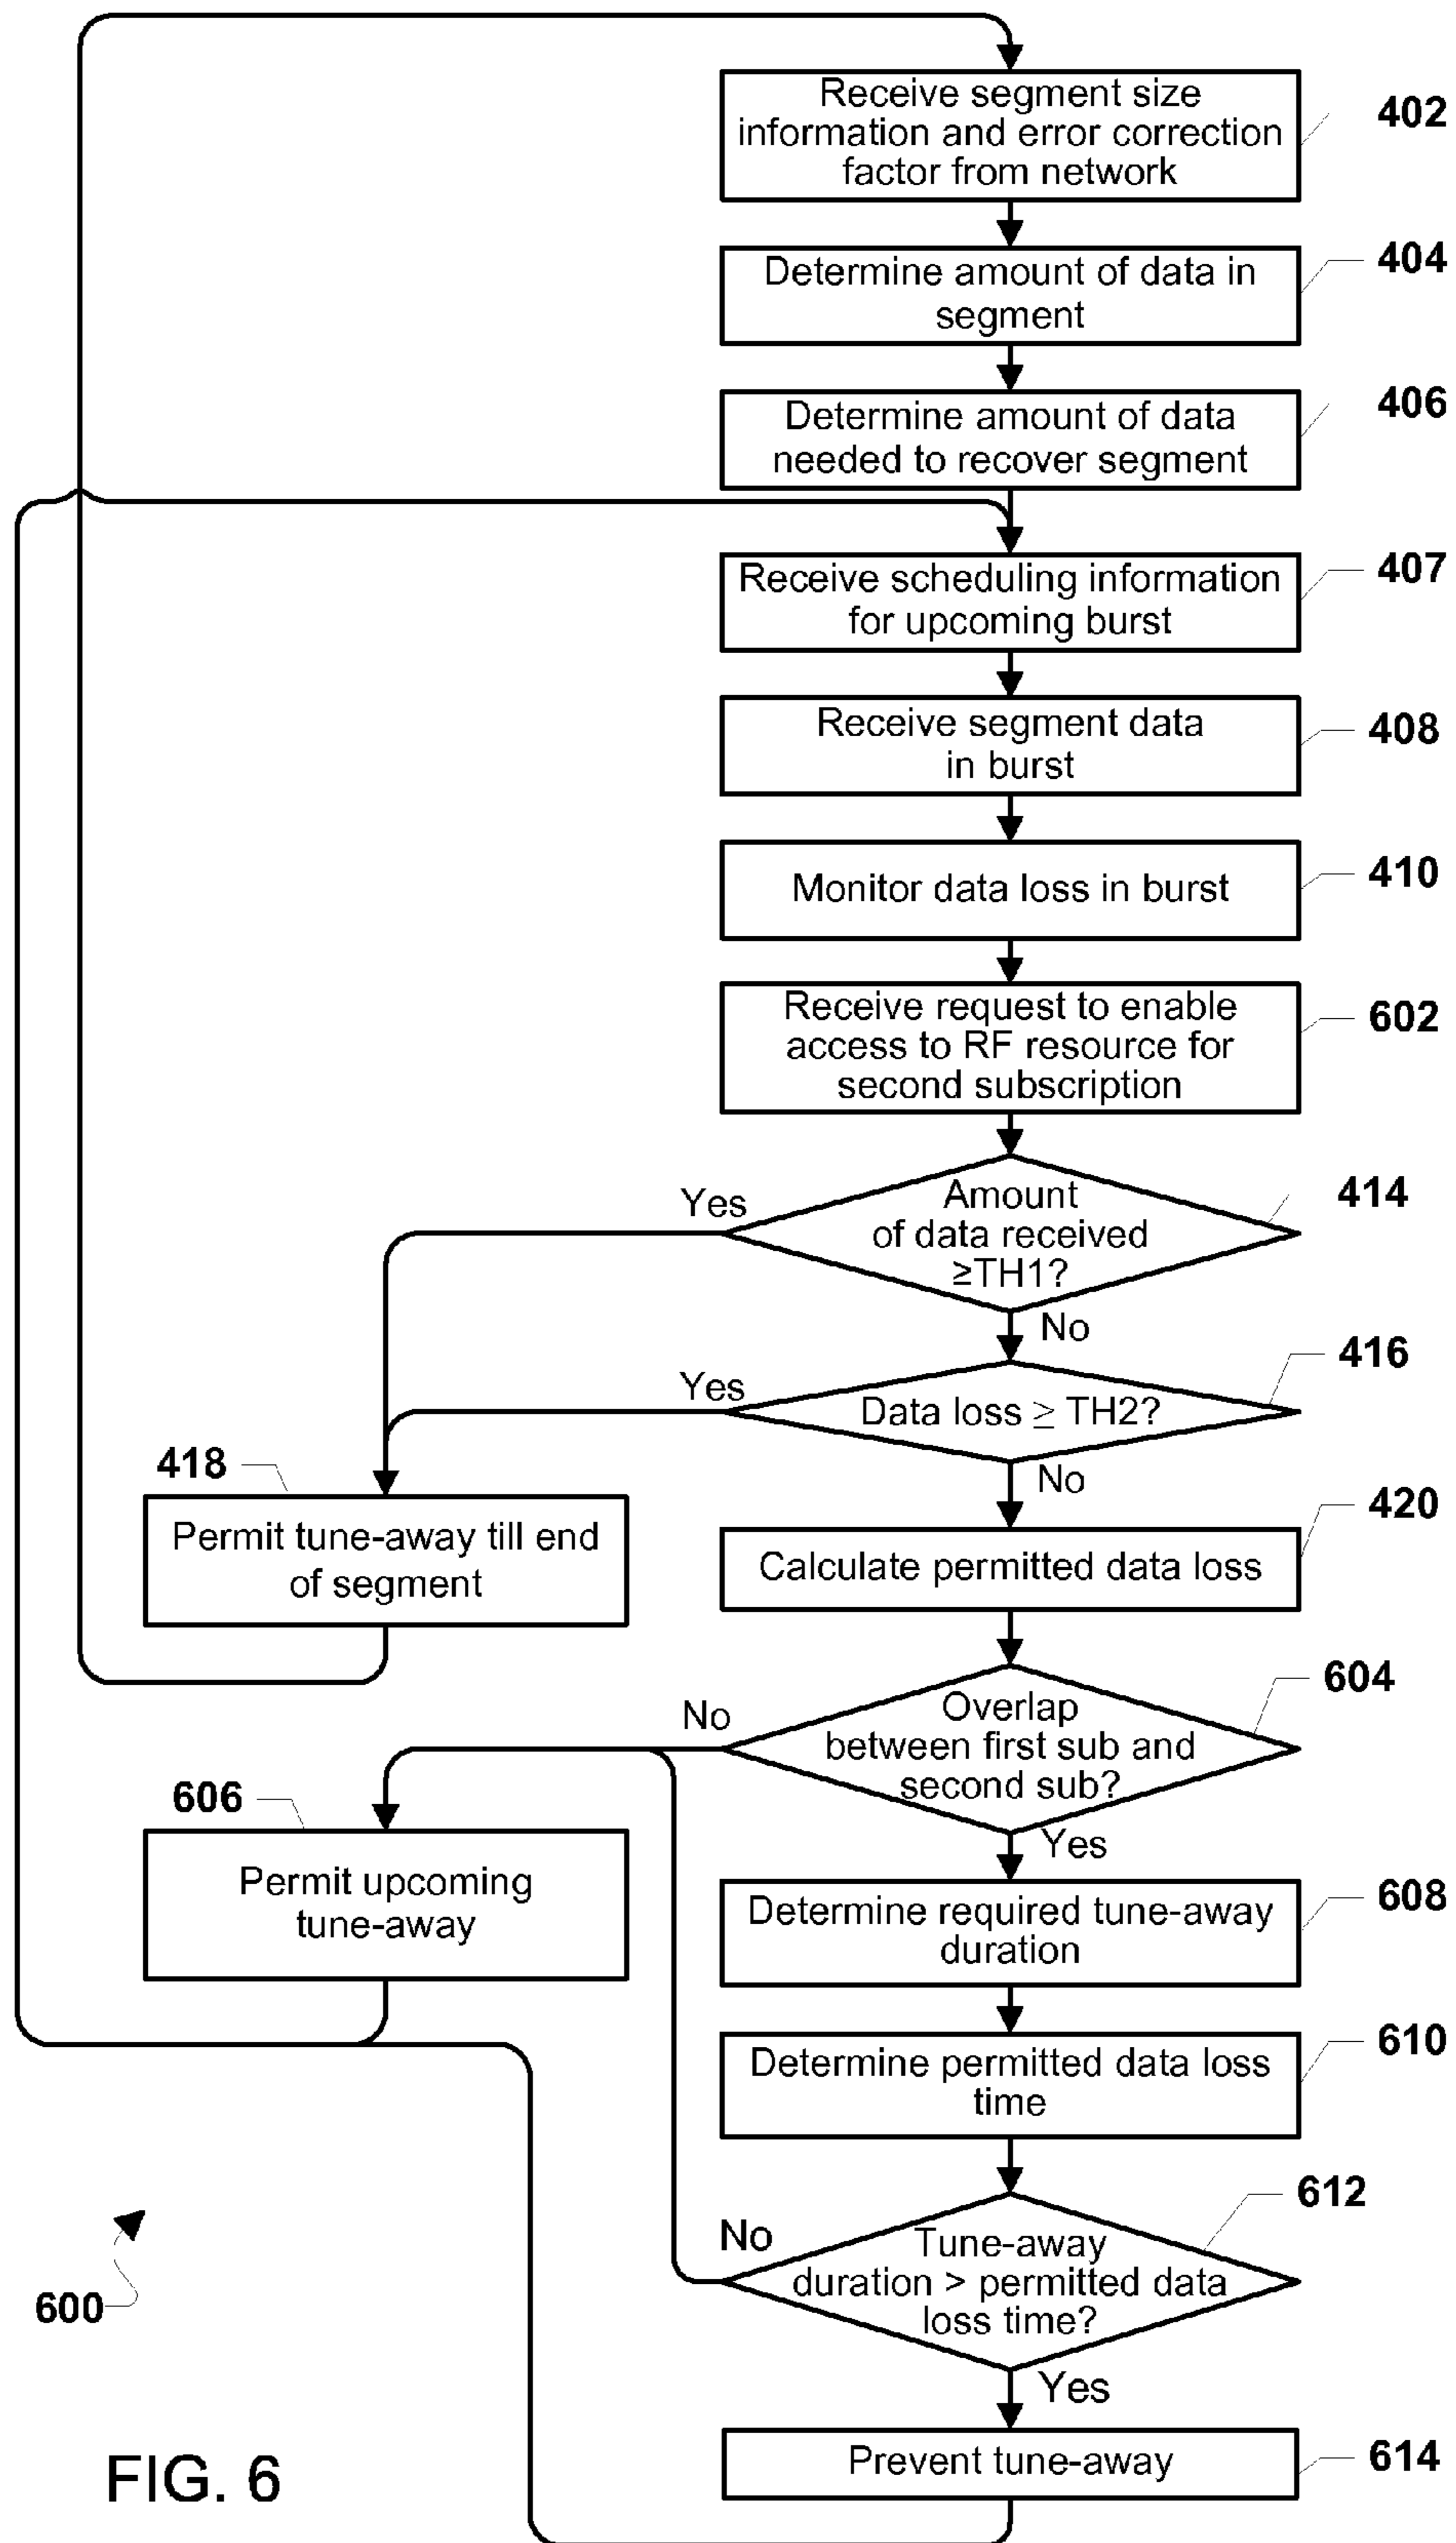 Receive segment size
information and error correction
factor from network
402
Determine amount of data in
segment
404
Determine amount of data
needed to recover segment
406
Receive scheduling information
for upcoming burst
407
Receive segment data
in burst
408
Monitor data loss in burst
410
Receive request to enable
access to RF resource for
second subscription
602
Amount
of data received
≥TH1?
414
Yes
No
Data loss ≥ TH2?
416
Yes
No
418
Permit tune-away till end
of segment
Calculate permitted data loss
420
Overlap
between first sub and
second sub?
604
No
Yes
606
Permit upcoming
tune-away
Determine required tune-away
duration
608
Determine permitted data loss
time
610
Tune-away
duration > permitted data
loss time?
612
No
Yes
Prevent tune-away
614
600
FIG. 6